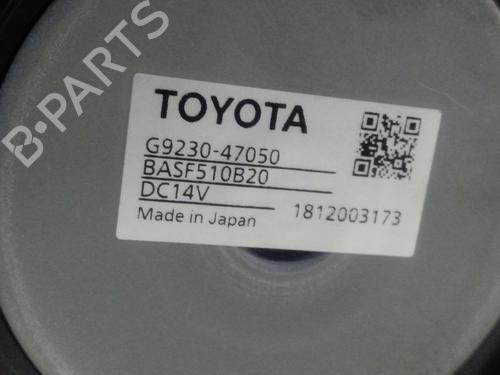 B-PARTS
TOYOTA
G9230-47050
BASF510B20
DC14V
Made in Japan 1812003173